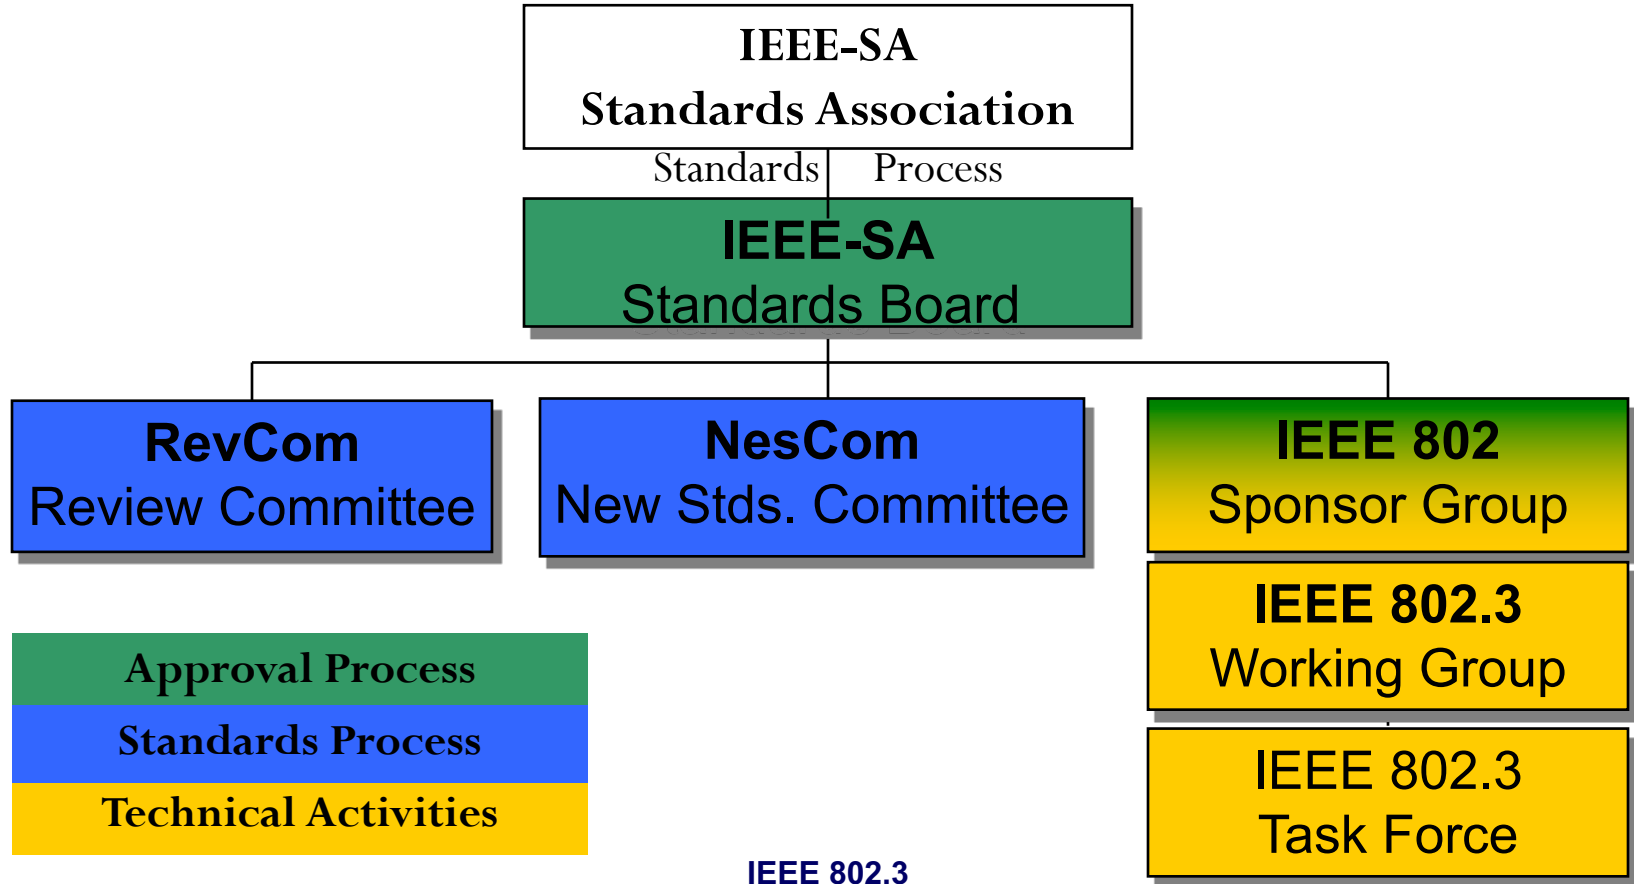 IEEE-SA
Standards Association
Standards Process
IEEE-SA
Standards Board
RevCom
Review Committee
NesCom
New Stds. Committee
IEEE 802
Sponsor Group
IEEE 802.3
Working Group
IEEE 802.3
Task Force
Approval Process
Standards Process
Technical Activities
IEEE 802.3